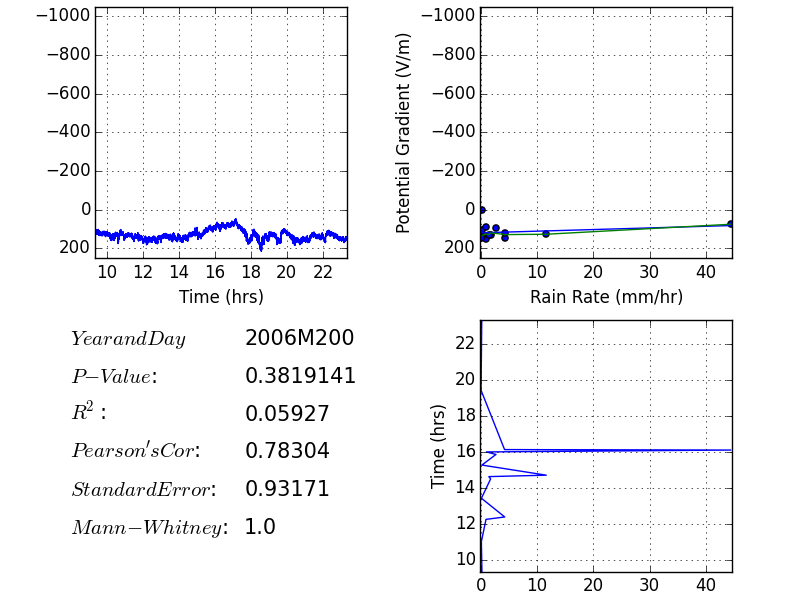 −1000
−800
−600
−400
−200
0
200
10 12 14 16 18 20 22
Time (hrs)
−1000
−800
−600
−400
−200
0
200
Potential Gradient (V/m)
0 10 20 30 40
Rain Rate (mm/hr)
YearandDay 2006M200
P−Value: 0.3819141
R²: 0.05927
Pearson'sCor: 0.78304
StandardError: 0.93171
Mann−Whitney: 1.0
22
20
18
16
14
12
10
Time (hrs)
0 10 20 30 40